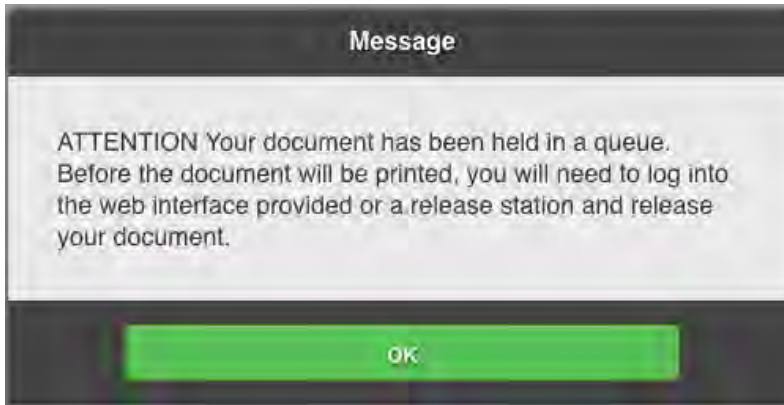 Message
ATTENTION Your document has been held in a queue.
Before the document will be printed, you will need to log into
the web interface provided or a release station and release
your document.
OK